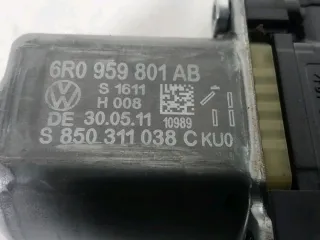 6R0 959 801 AB
S 1611
H 008
DE 30.05.11 10989
S 850 311 038 C KU0